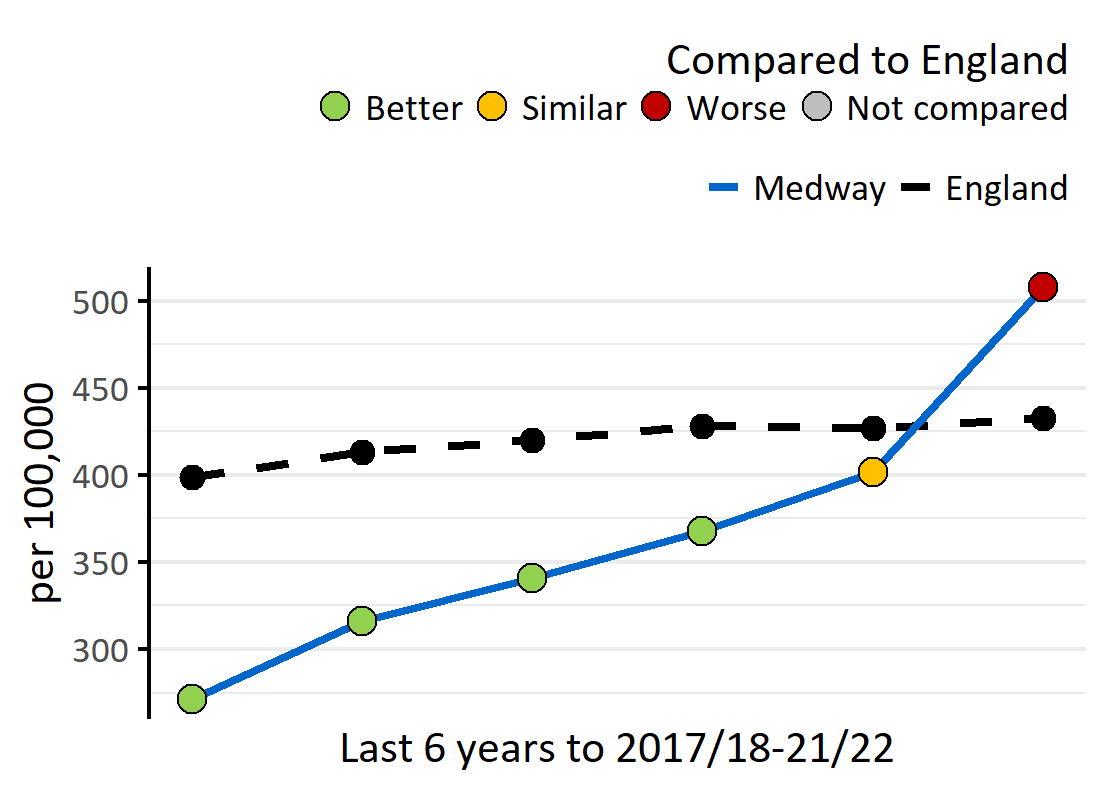 Compared to England
Better Similar Worse Not compared
Medway England
500
450
400
350
300
per 100,000
Last 6 years to 2017/18-21/22